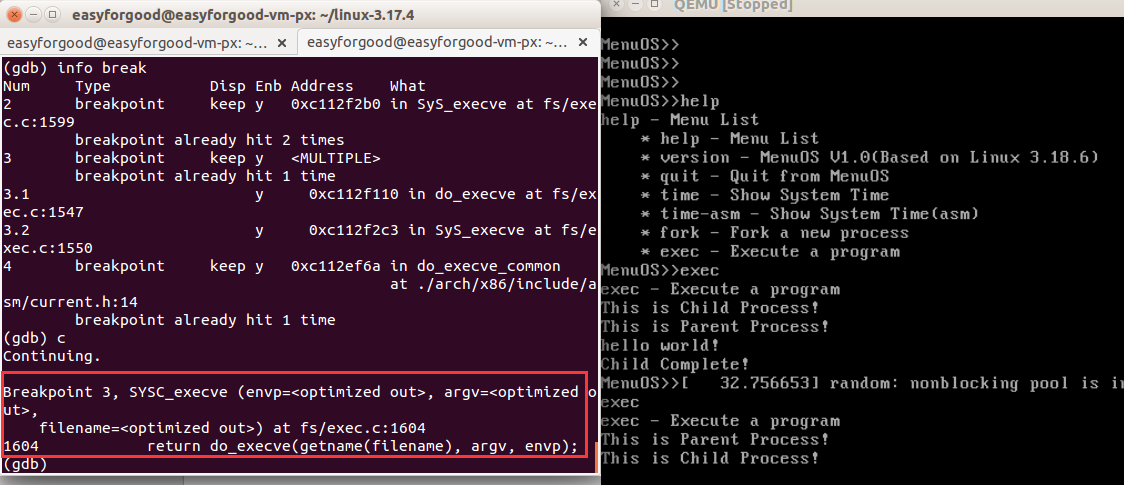 easyforgood@easyforgood-vm-px: ~/linux-3.17.4
easyforgood@easyforgood-vm-px: ~... × easyforgood@easyforgood-vm-px: ~... ×
(gdb) info break
Num     Type           Disp Enb Address    What
2       breakpoint     keep y   0xc112f2b0 in SyS_execve at fs/exe
c.c:1599
        breakpoint already hit 2 times
3       breakpoint     keep y   <MULTIPLE>
        breakpoint already hit 1 time
3.1                         y     0xc112f110 in do_execve at fs/ex
ec.c:1547
3.2                         y     0xc112f2c3 in SyS_execve at fs/e
xec.c:1550
4       breakpoint     keep y   0xc112ef6a in do_execve_common
                                           at ./arch/x86/include/a
sm/current.h:14
        breakpoint already hit 1 time
(gdb) c
Continuing.
Breakpoint 3, SYSC_execve (envp=<optimized out>, argv=<optimized o
ut>,
    filename=<optimized out>) at fs/exec.c:1604
1604            return do_execve(getname(filename), argv, envp);
(gdb)
QEMU [Stopped]
MenuOS>>
MenuOS>>
MenuOS>>
MenuOS>>help
help - Menu List
    * help - Menu List
    * version - MenuOS V1.0(Based on Linux 3.18.6)
    * quit - Quit from MenuOS
    * time - Show System Time
    * time-asm - Show System Time(asm)
    * fork - Fork a new process
    * exec - Execute a program
MenuOS>>exec
exec - Execute a program
This is Child Process!
This is Parent Process!
hello world!
Child Complete!
MenuOS>>[   32.756653] random: nonblocking pool is in
exec
exec - Execute a program
This is Parent Process!
This is Child Process!